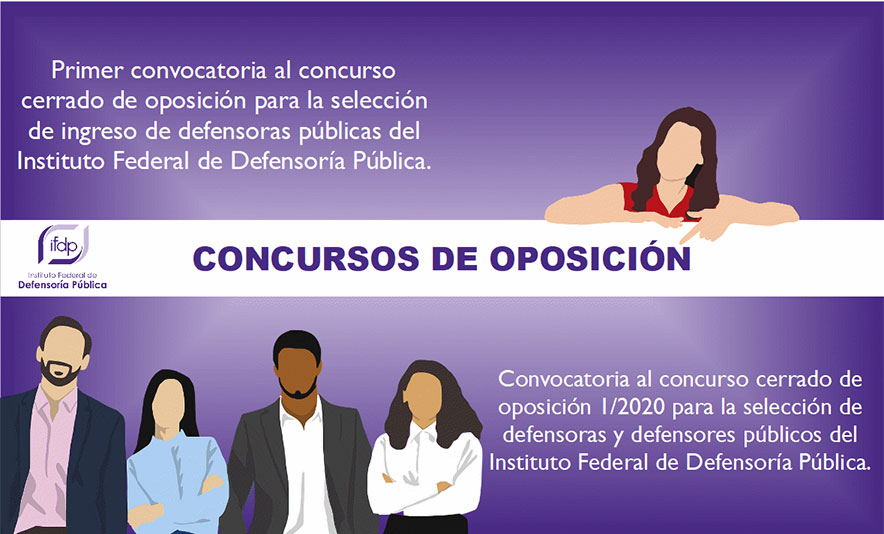 Primer convocatoria al concurso
cerrado de oposición para la selección
de ingreso de defensoras públicas del
Instituto Federal de Defensoría Pública.
ifdp
Instituto Federal de
Defensoría Pública
CONCURSOS DE OPOSICIÓN
Convocatoria al concurso cerrado de
oposición 1/2020 para la selección de
defensoras y defensores públicos del
Instituto Federal de Defensoría Pública.